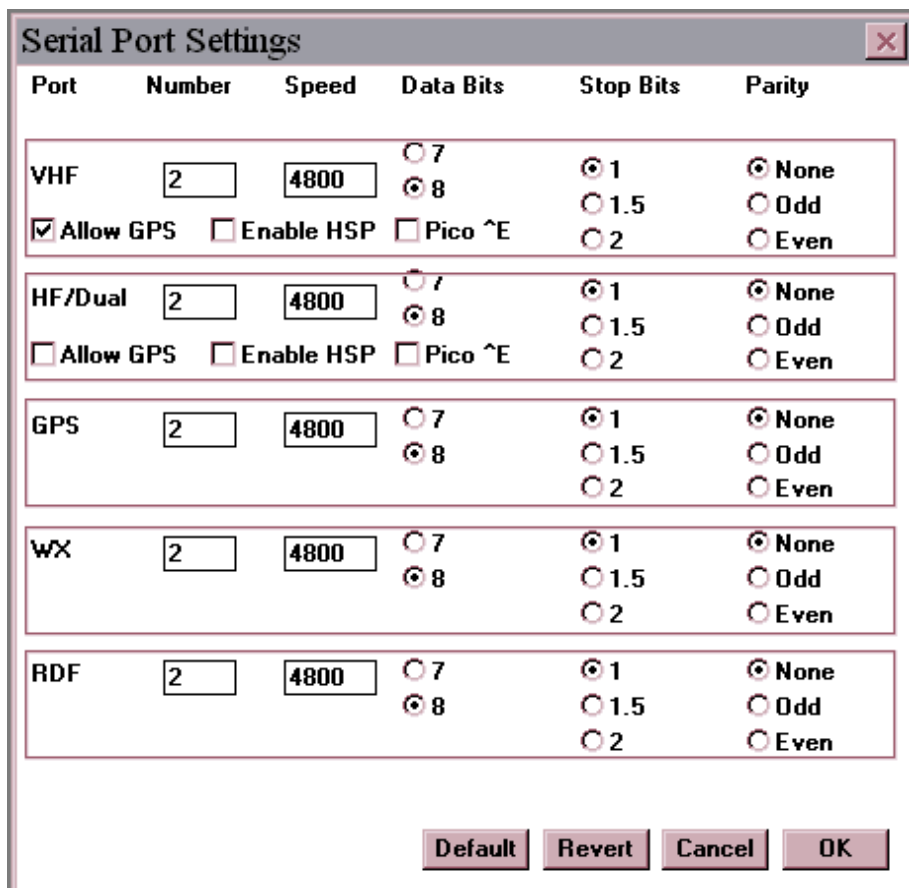 Serial Port Settings
Port Number Speed Data Bits Stop Bits Parity
VHF 2 4800 7 8 1 1.5 2 None Odd Even
Allow GPS Enable HSP Pico ^E
HF/Dual 2 4800 7 8 1 1.5 2 None Odd Even
Allow GPS Enable HSP Pico ^E
GPS 2 4800 7 8 1 1.5 2 None Odd Even
WX 2 4800 7 8 1 1.5 2 None Odd Even
RDF 2 4800 7 8 1 1.5 2 None Odd Even
Default Revert Cancel OK